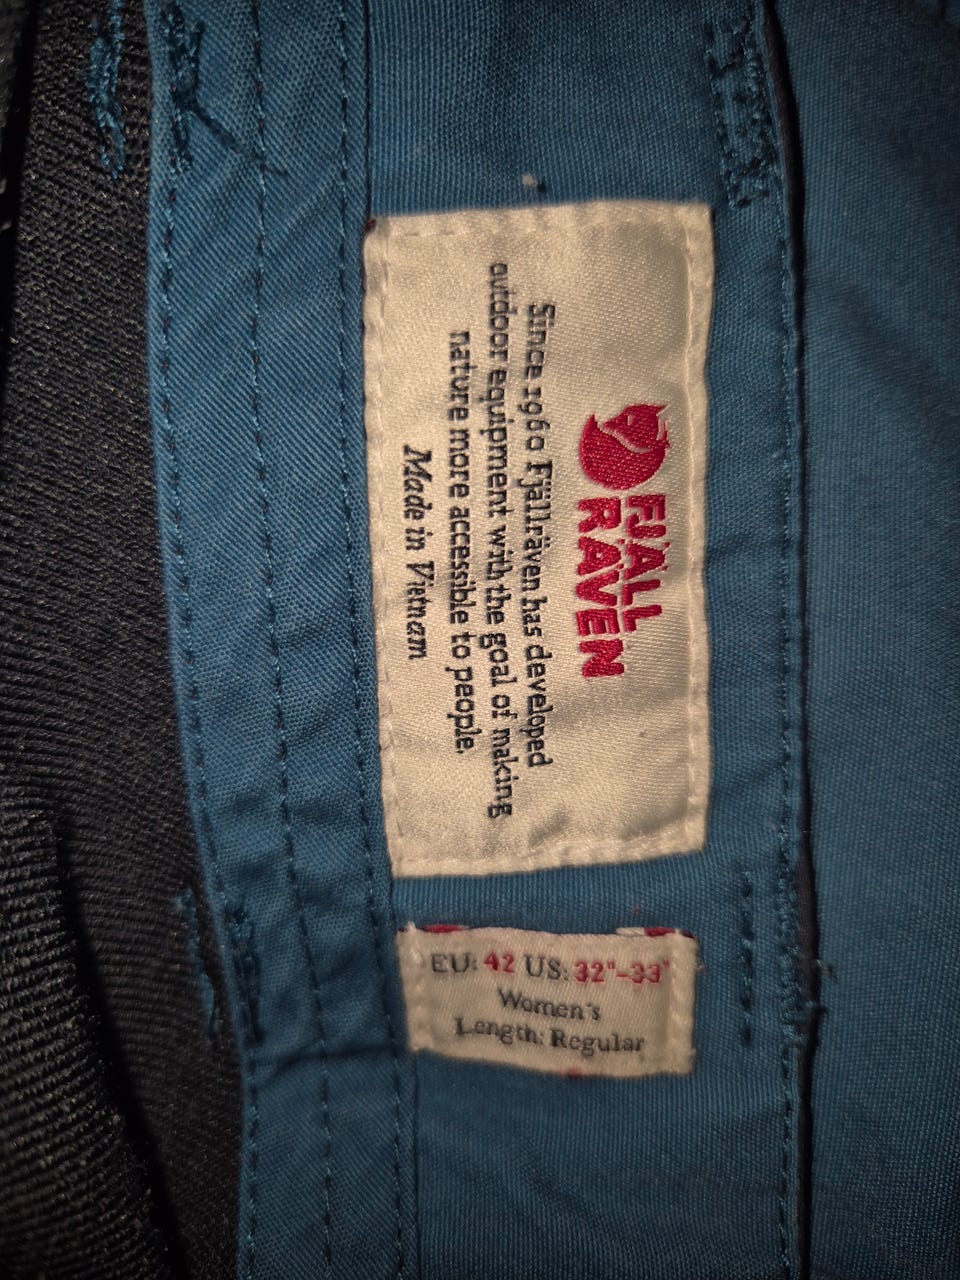 FJÄLL
RÄVEN
Since 1960 Fjällräven has developed
outdoor equipment with the goal of making
nature more accessible to people.
Made in Vietnam
EU: 42 US: 32"-33"
Women's
Length: Regular